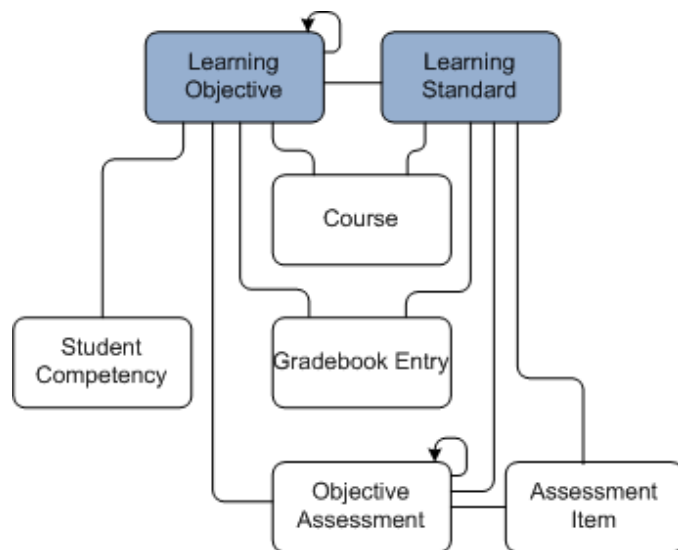 Learning
Objective
Learning
Standard
Course
Student
Competency
Gradebook Entry
Objective
Assessment
Assessment
Item